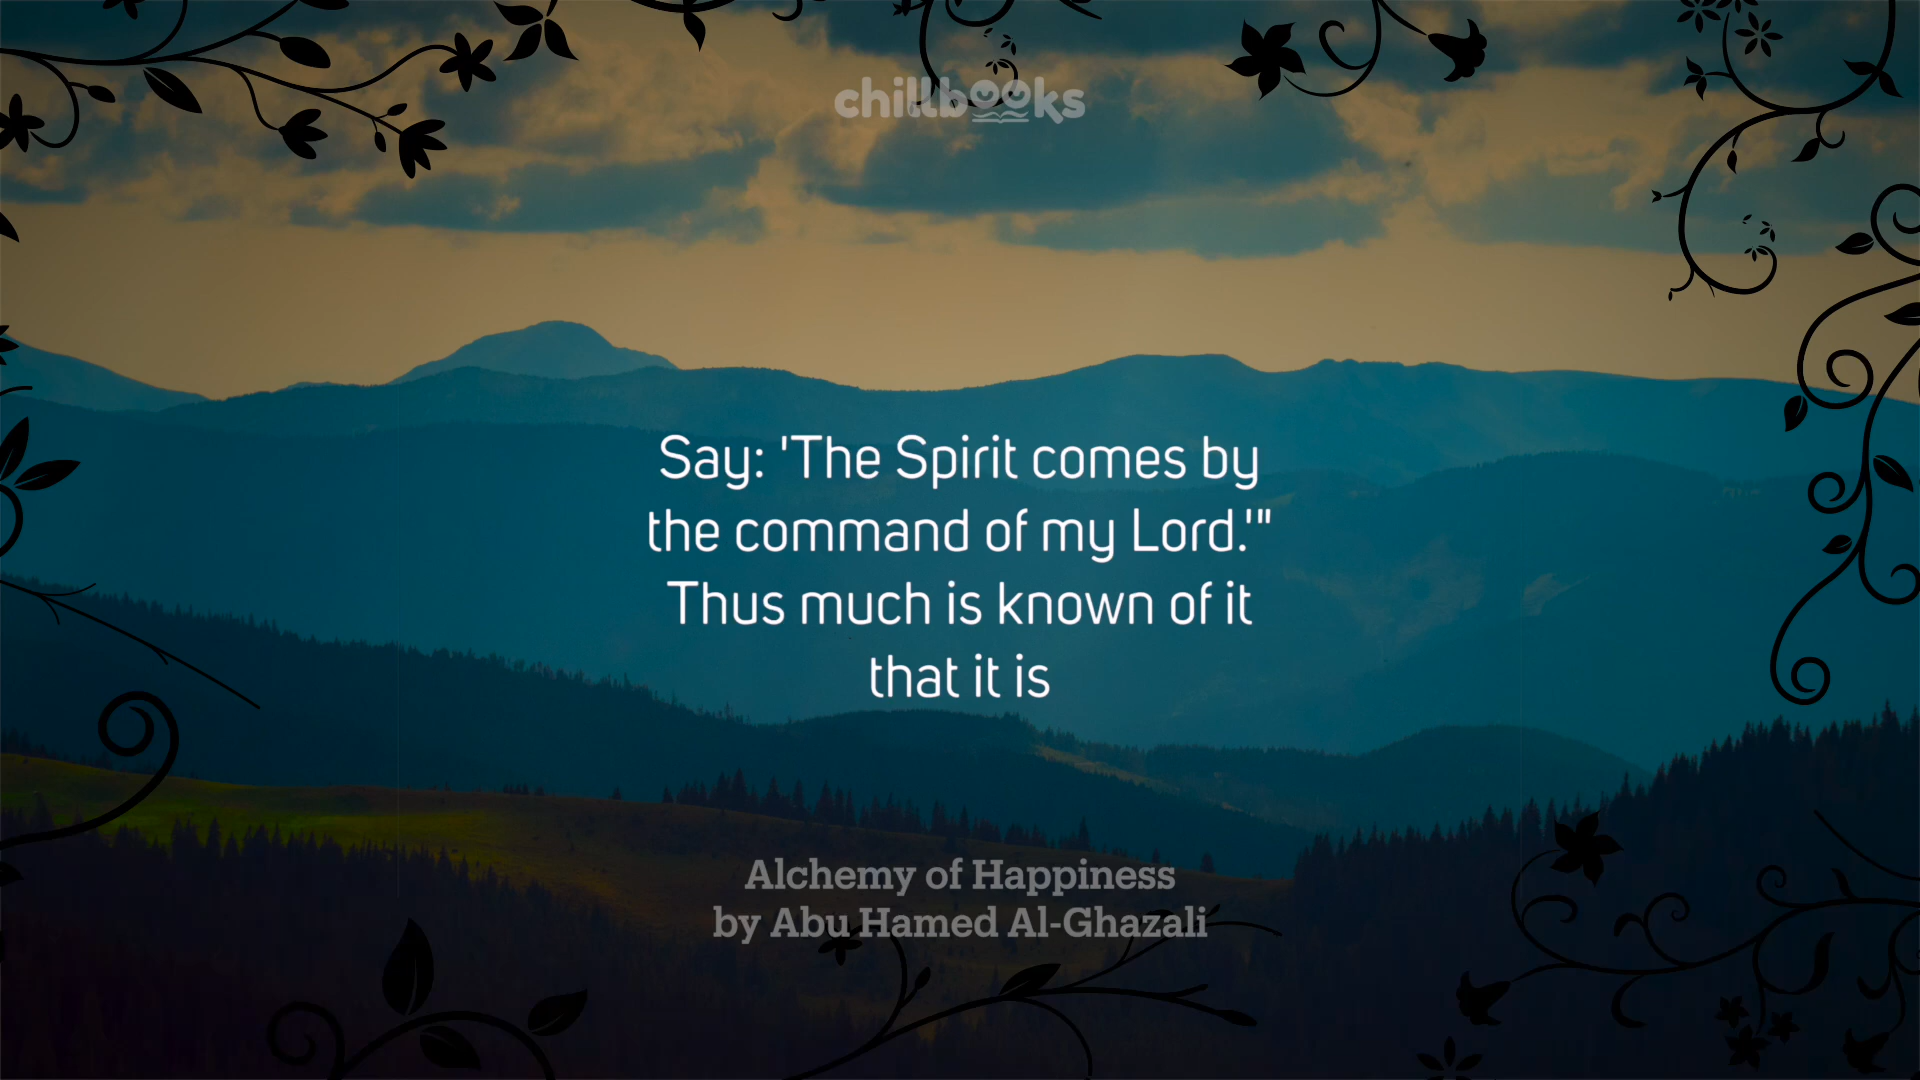 chillbooks
Say: 'The Spirit comes by
the command of my Lord.'"
Thus much is known of it
that it is
Alchemy of Happiness
by Abu Hamed Al-Ghazali